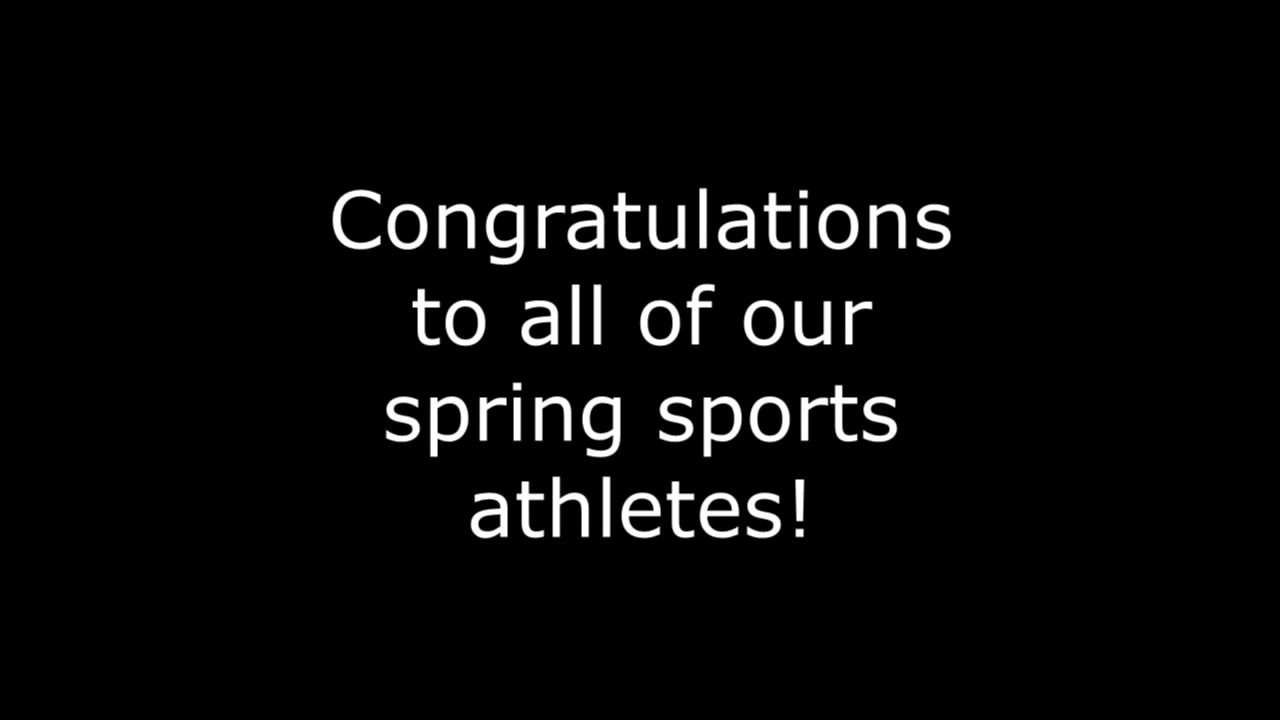 Congratulations
to all of our
spring sports
athletes!